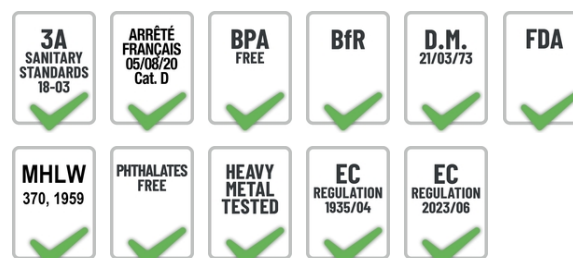 3A
SANITARY
STANDARDS
18-03
ARRÊTÉ
FRANÇAIS
05/08/20
Cat. D
BPA
FREE
BfR
D.M.
21/03/73
FDA
MHLW
370, 1959
PHTHALATES
FREE
HEAVY
METAL
TESTED
EC
REGULATION
1935/04
EC
REGULATION
2023/06